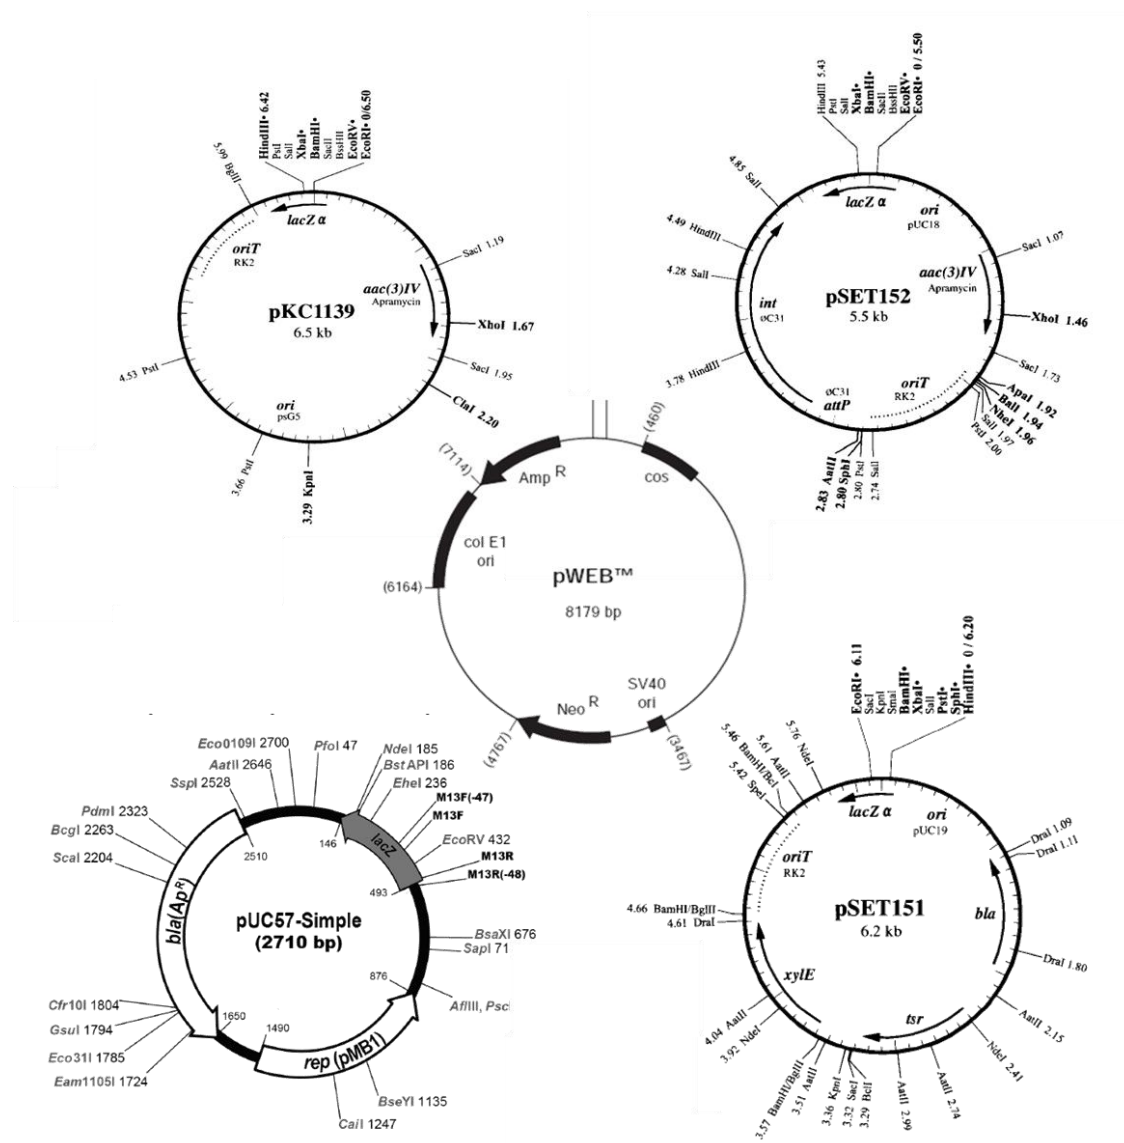 HindIII• 6.42
PstI
SalI
XbaI•
BamHI•
SacII
BssHII
EcoRV•
EcoRI• 0/6.50
5.99 BglII
lacZ α
oriT
RK2
SacI 1.19
aac(3)IV
Apramycin
pKC1139
6.5 kb
XhoI 1.67
SacI 1.95
ClaI 2.20
4.53 PstI
ori
psG5
3.66 PstI
3.29 KpnI
HindIII 5.43
PstI
SalI
XbaI•
BamHI•
SacII
BssHII
EcoRV•
EcoRI• 0 / 5.50
4.85 SalI
lacZ α
ori
pUC18
4.49 HindIII
SacI 1.07
4.28 SalI
aac(3)IV
Apramycin
pSET152
5.5 kb
int
øC31
XhoI 1.46
SacI 1.73
3.78 HindIII
øC31
attP
oriT
RK2
ApaI 1.92
BalI 1.94
NheI 1.96
SalI 1.97
PstI 2.00
2.83 AatII
2.80 SphI
2.80 PstI
2.74 SalI
(460)
(7114)
Amp R
cos
col E1
ori
(6164)
pWEB™
8179 bp
SV40
ori
Neo R
(4767)
(3467)
Eco0109I 2700
PfoI 47
AatII 2646
SspI 2528
NdeI 185
BstAPI 186
EheI 236
M13F(-47)
M13F
EcoRV 432
M13R
M13R(-48)
PdmI 2323
BcgI 2263
ScaI 2204
2510
146
lacZ
493
bla(ApR)
pUC57-Simple
(2710 bp)
BsaXI 676
SapI 71
876
AflIII, Psc
Cfr10I 1804
GsuI 1794
Eco31I 1785
Eam1105I 1724
1650
1490
rep (pMB1)
BseYI 1135
CaiI 1247
EcoRI• 6.11
SacI
KpnI
SmaI
BamHI•
XbaI•
SalI
PstI•
SphI•
HindIII• 0 / 6.20
5.76 NdeI
5.61 AatII
5.46 BamHI/BclI
5.42 SpeI
lacZ α
ori
pUC19
DraI 1.09
DraI 1.11
oriT
RK2
4.66 BamHI/BglII
4.61 DraI
pSET151
6.2 kb
bla
DraI 1.80
xylE
tsr
AatII 2.15
NdeI 2.41
4.04 AatII
3.92 NdeI
3.57 BamHI/BglII
3.51 AatII
3.36 KpnI
3.32 SacI
3.29 BclI
AatII 2.99
AatII 2.74